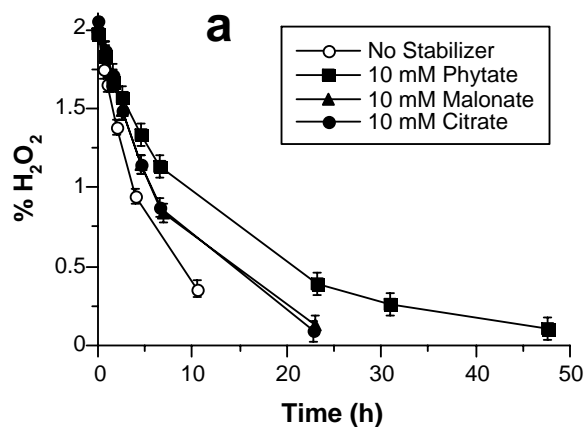 a
No Stabilizer
10 mM Phytate
10 mM Malonate
10 mM Citrate
% H₂O₂
2
1.5
1
0.5
0
0 10 20 30 40 50
Time (h)